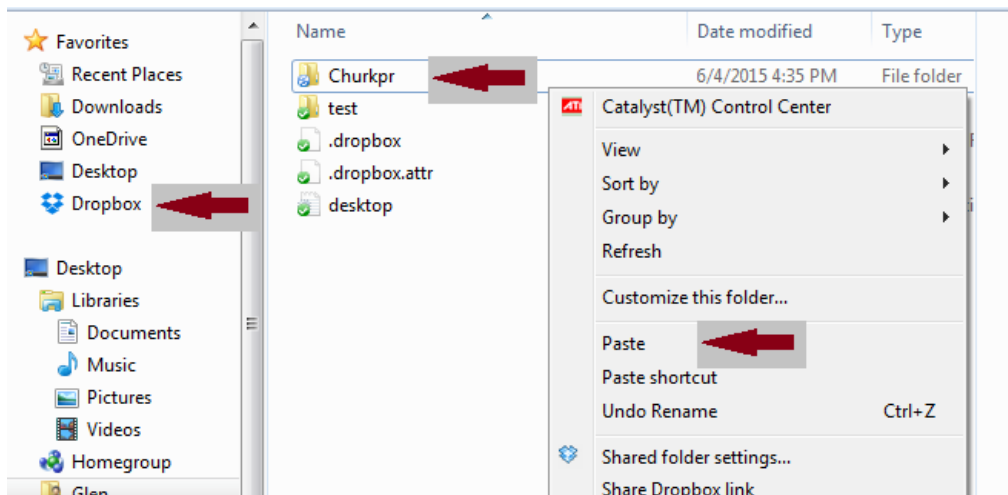 Favorites
Recent Places
Downloads
OneDrive
Desktop
Dropbox
Desktop
Libraries
Documents
Music
Pictures
Videos
Homegroup
Glen
Name Date modified Type
Churkpr 6/4/2015 4:35 PM File folder
test
.dropbox
.dropbox.attr
desktop
ATI Catalyst(TM) Control Center
View
Sort by
Group by
Refresh
Customize this folder...
Paste
Paste shortcut
Undo Rename Ctrl+Z
Shared folder settings...
Share Dropbox link